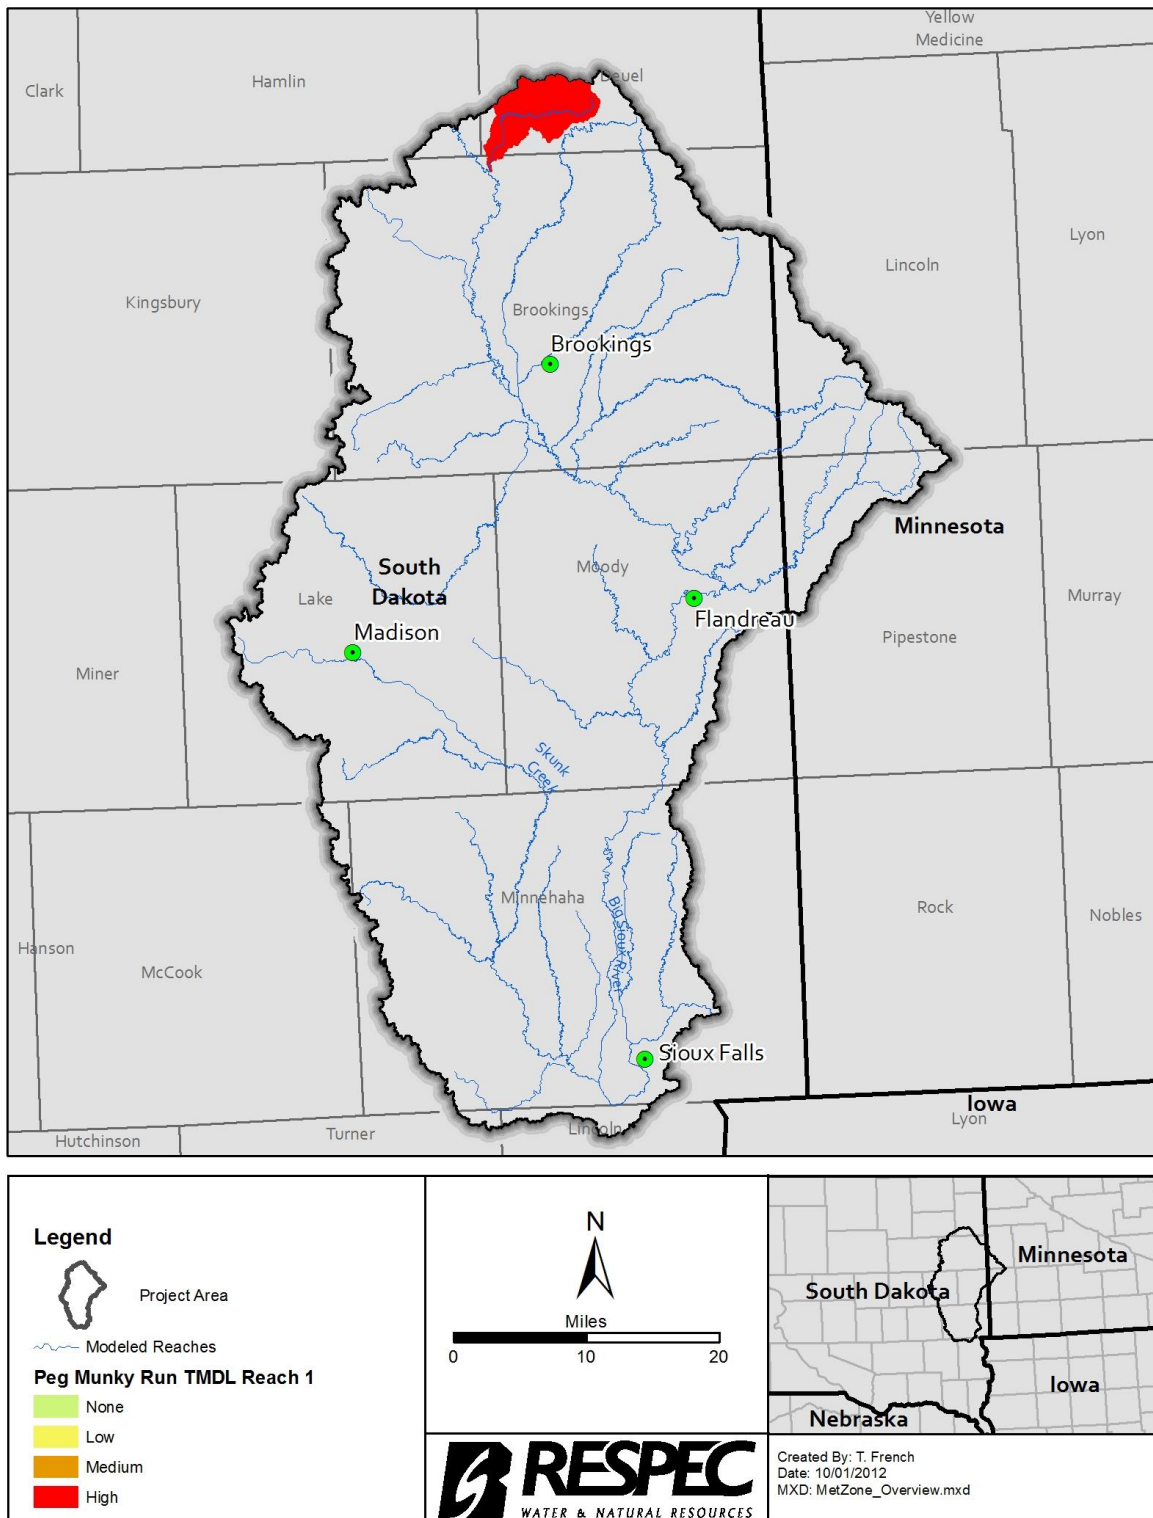 Yellow
Medicine
Deuel
Hamlin
Clark
Lyon
Lincoln
Kingsbury
Brookings
Brookings
Minnesota
South
Dakota
Moody
Lake
Murray
Flandreau
Madison
Pipestone
Miner
Skunk
Creek
Minnehaha
Big Sioux River
Rock
Nobles
Hanson
McCook
Sioux Falls
Iowa
Lyon
Hutchinson
Turner
Lincoln
Legend
Project Area
Modeled Reaches
Peg Munky Run TMDL Reach 1
None
Low
Medium
High
N
Miles
0 10 20
Minnesota
South Dakota
Iowa
Nebraska
RESPEC
WATER & NATURAL RESOURCES
Created By: T. French
Date: 10/01/2012
MXD: MetZone_Overview.mxd